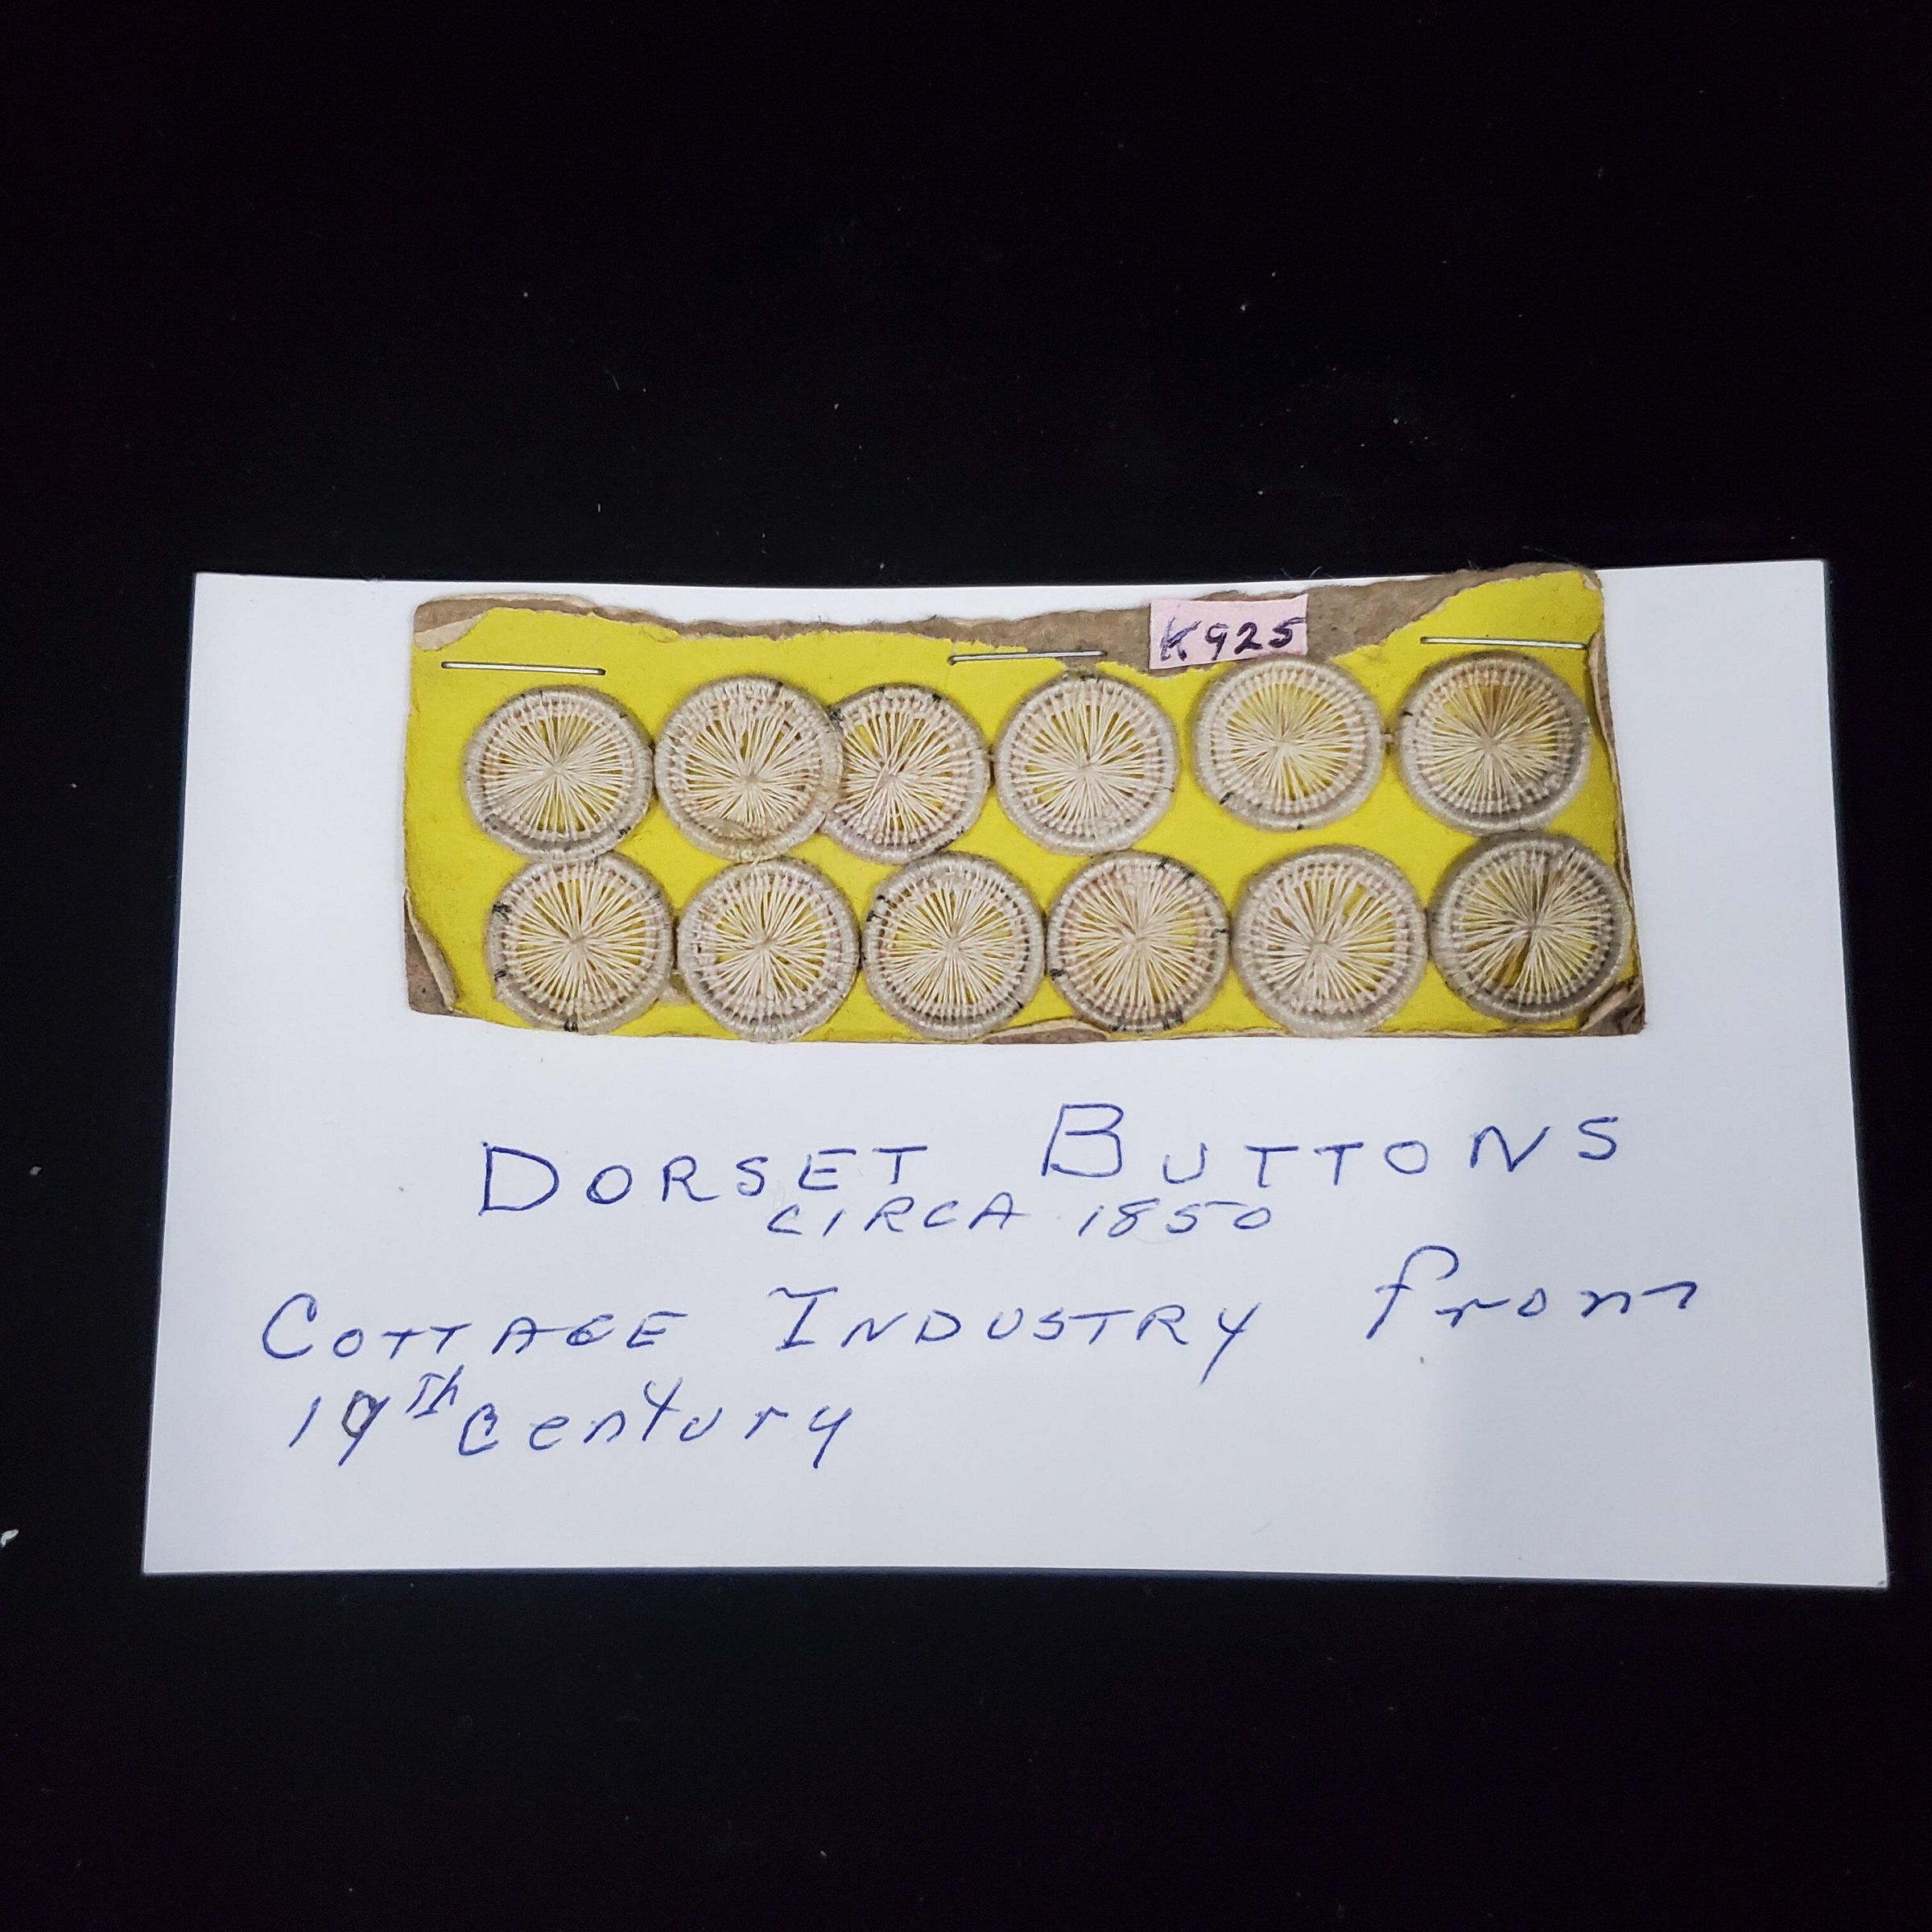 K925
DORSET BUTTONS
CIRCA 1850
COTTAGE INDUSTRY from
19Th Century